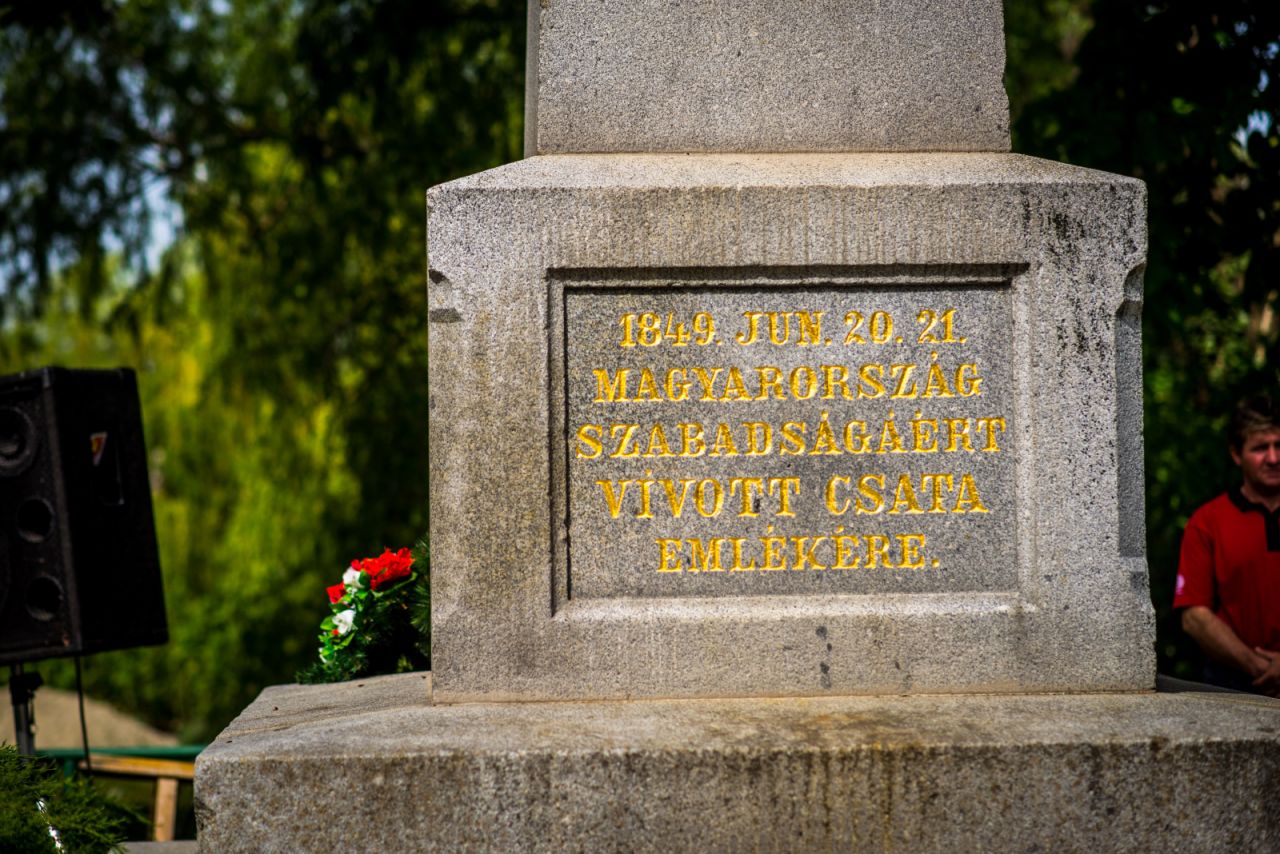 1849. JUN. 20. 21.
MAGYARORSZÁG
SZABADSÁGÁÉRT
VÍVOTT CSATA
EMLÉKÉRE.